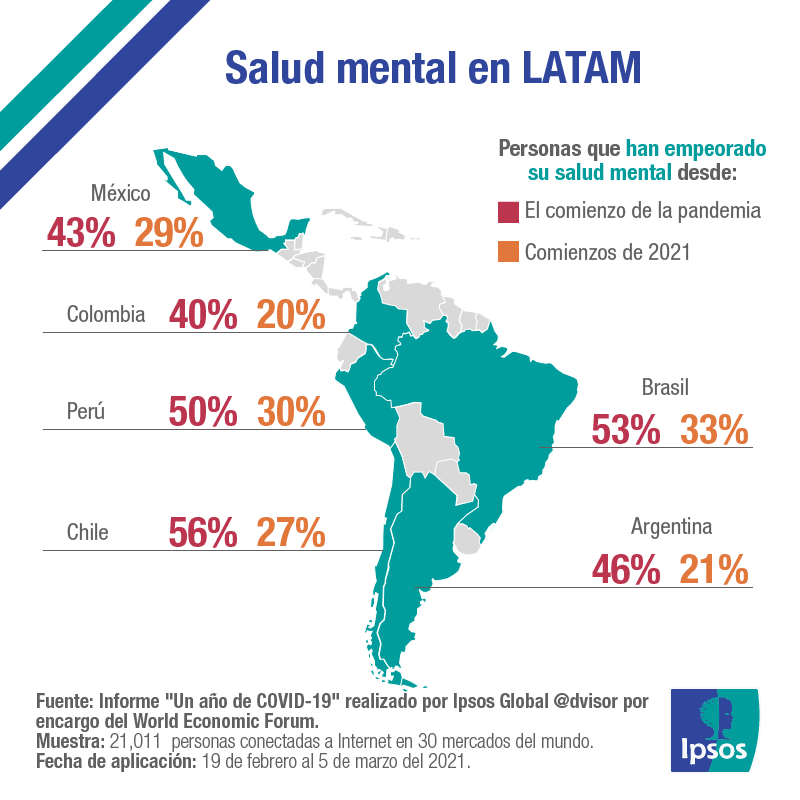 Salud mental en LATAM
Personas que han empeorado
su salud mental desde:
El comienzo de la pandemia
Comienzos de 2021
México
43% 29%
Colombia 40% 20%
Perú 50% 30%
Brasil
53% 33%
Chile 56% 27%
Argentina
46% 21%
Fuente: Informe "Un año de COVID-19" realizado por Ipsos Global @dvisor por
encargo del World Economic Forum.
Muestra: 21,011 personas conectadas a Internet en 30 mercados del mundo.
Fecha de aplicación: 19 de febrero al 5 de marzo del 2021.
Ipsos